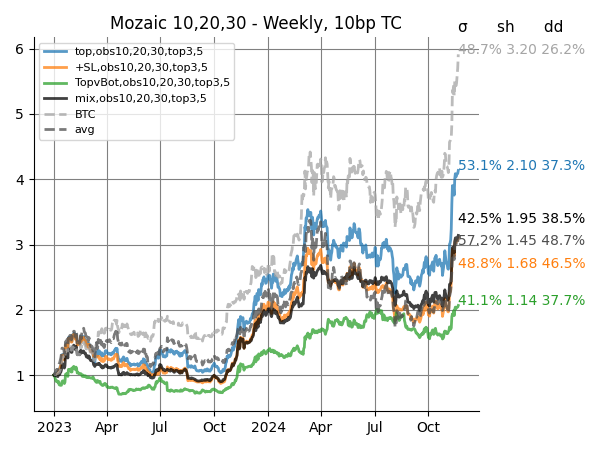 Mozaic 10,20,30 - Weekly, 10bp TC
σ sh dd
top,obs10,20,30,top3,5
+SL,obs10,20,30,top3,5
TopvBot,obs10,20,30,top3,5
mix,obs10,20,30,top3,5
BTC
avg
6
5
4
3
2
1
48.7% 3.20 26.2%
53.1% 2.10 37.3%
42.5% 1.95 38.5%
57.2% 1.45 48.7%
48.8% 1.68 46.5%
41.1% 1.14 37.7%
2023 Apr Jul Oct 2024 Apr Jul Oct